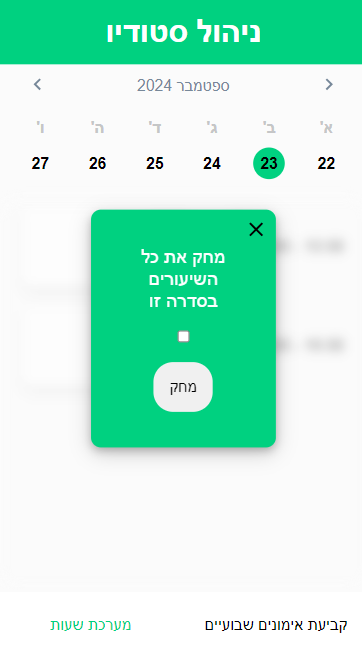 ניהול סטודיו
ספטמבר 2024
א' ב' ג' ד' ה' ו'
22 23 24 25 26 27
מחק את כל
השיעורים
בסדרה זו
מחק
קביעת אימונים שבועיים מערכת שעות